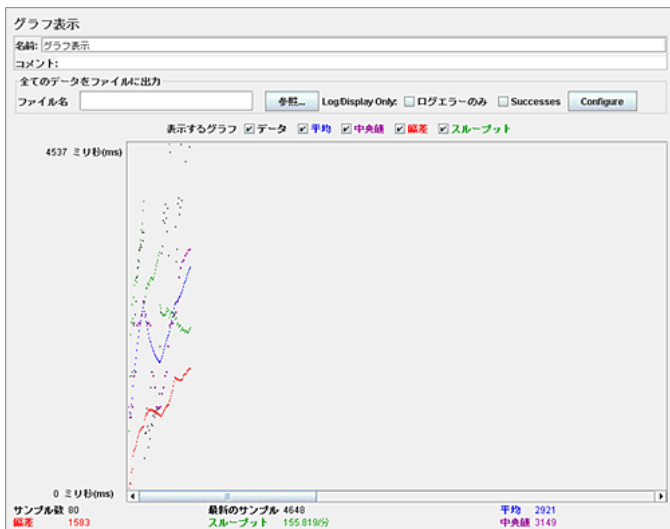 グラフ表示
名前: グラフ表示
コメント:
全てのデータをファイルに出力
ファイル名 参照... Log/Display Only: ログエラーのみ Successes Configure
表示するグラフ データ 平均 中央値 偏差 スループット
4537 ミリ秒(ms)
0 ミリ秒(ms)
サンプル数 80 最新のサンプル 4648 平均 2921
偏差 1583 スループット 155.819/分 中央値 3149